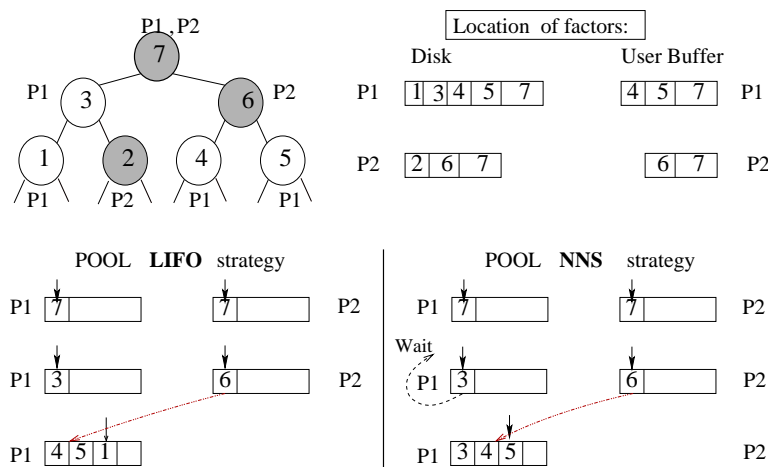 P1 , P2
7
P1 3 6 P2
1 2 4 5
P1 P2 P1 P1
Location of factors:
Disk User Buffer
P1 1 3 4 5 7 4 5 7 P1
P2 2 6 7 6 7 P2
POOL LIFO strategy
P1 7 7 P2
P1 3 6 P2
P1 4 5 1
POOL NNS strategy
P1 7 7 P2
Wait
P1 3 6 P2
P1 3 4 5 P2